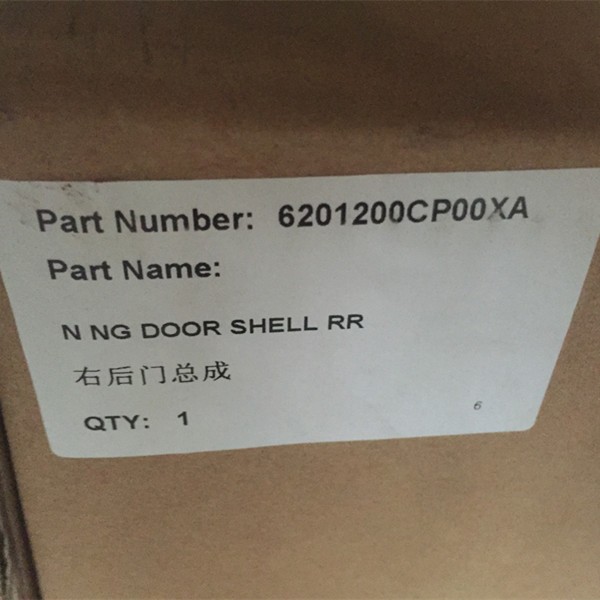 Part Number: 6201200CP00XA
Part Name:
N NG DOOR SHELL RR
右后门总成
QTY: 1
6